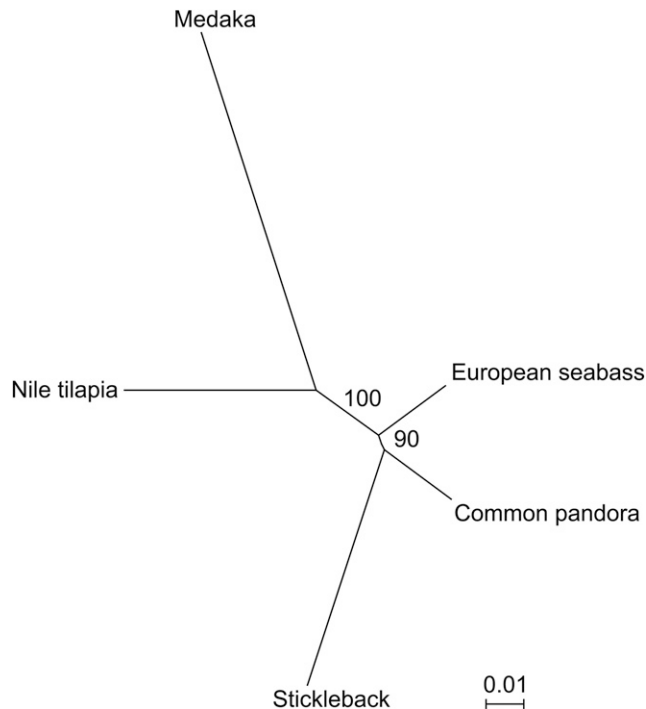 Medaka
Nile tilapia
100
European seabass
90
Common pandora
Stickleback
0.01